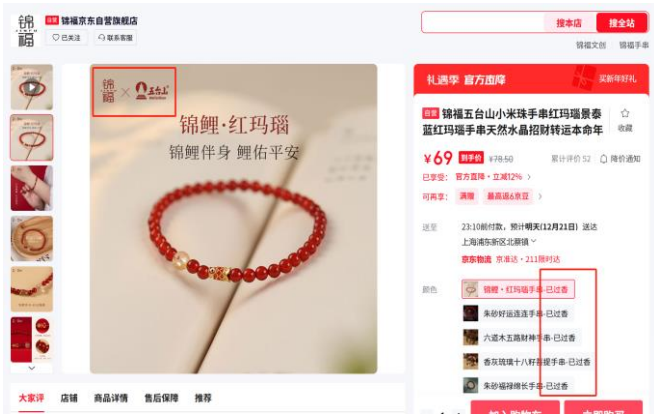 锦福
自营 锦福京东自营旗舰店
已关注 联系客服
搜本店 搜全站
锦福文创 锦福手串
锦福 × 五台山
锦鲤·红玛瑙
锦鲤伴身 鲤佑平安
礼遇季 官方直降
买新年好礼
自营 锦福五台山小米珠手串红玛瑙景泰
蓝红玛瑙手串天然水晶招财转运本命年
收藏
¥69 到手价 ¥78.50 累计评价 52 降价通知
已享受: 官方直降·立减12% >
可再享: 满赠 最高返6京豆 >
送至 23:10前付款，预计明天(12月21日) 送达
上海浦东新区北蔡镇
京东物流 京准达·211限时达
颜色
锦鲤·红玛瑙手串-已过香
朱砂好运连连手串-已过香
六道木五路财神手串-已过香
香灰琉璃十八籽菩提手串-已过香
朱砂福禄绵长手串-已过香
大家评 店铺 商品详情 售后保障 推荐